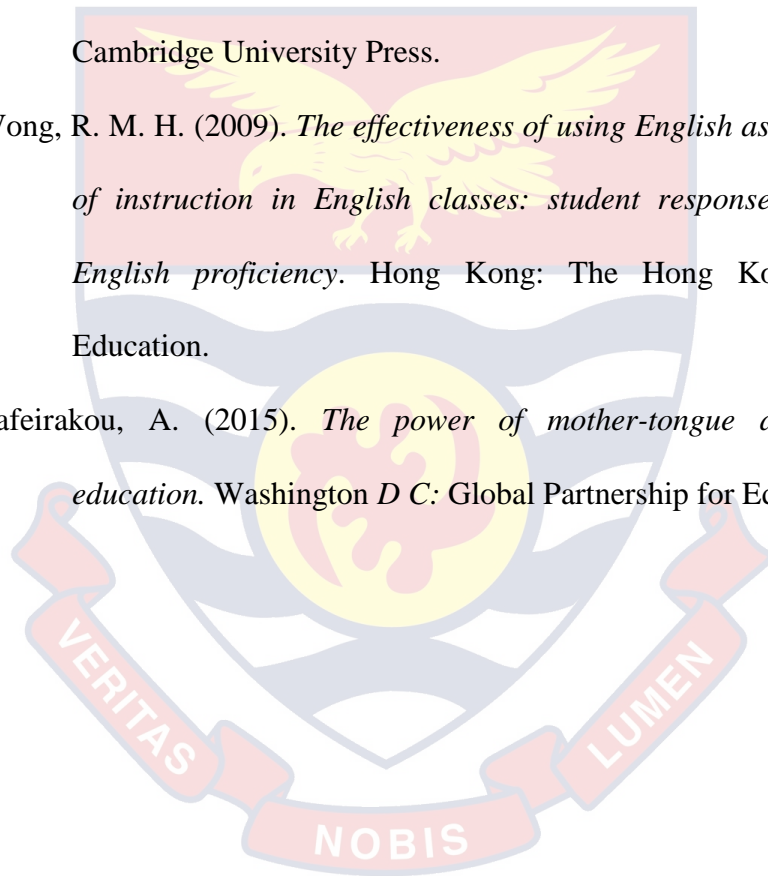 Cambridge University Press.
Wong, R. M. H. (2009). The effectiveness of using English as
of instruction in English classes: student response
English proficiency. Hong Kong: The Hong Ko
Education.
afeirakou, A. (2015). The power of mother-tongue a
education. Washington D C: Global Partnership for Ed
VERITAS
NOBIS
LUMEN